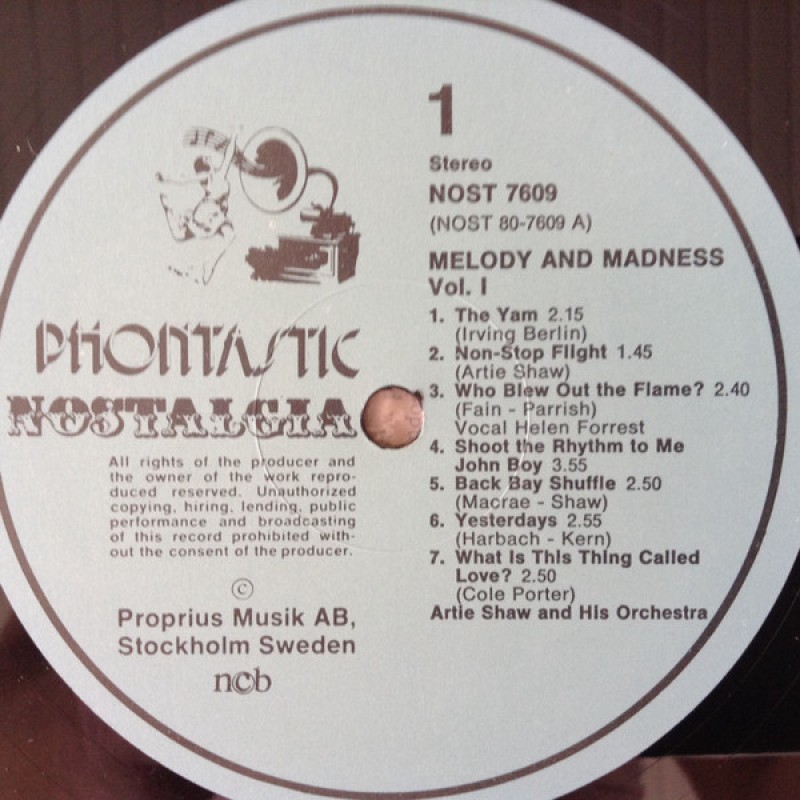 PHONTASTIC
NOSTALGIA
All rights of the producer and
the owner of the work repro-
duced reserved. Unauthorized
copying, hiring, lending, public
performance and broadcasting
of this record prohibited with-
out the consent of the producer.
©
Proprius Musik AB,
Stockholm Sweden
ncb
1
Stereo
NOST 7609
(NOST 80-7609 A)
MELODY AND MADNESS
Vol. I
1. The Yam 2.15
(Irving Berlin)
2. Non-Stop Flight 1.45
(Artie Shaw)
3. Who Blew Out the Flame? 2.40
(Fain - Parrish)
Vocal Helen Forrest
4. Shoot the Rhythm to Me
John Boy 3.55
5. Back Bay Shuffle 2.50
(Macrae - Shaw)
6. Yesterdays 2.55
(Harbach - Kern)
7. What Is This Thing Called
Love? 2.50
(Cole Porter)
Artie Shaw and His Orchestra